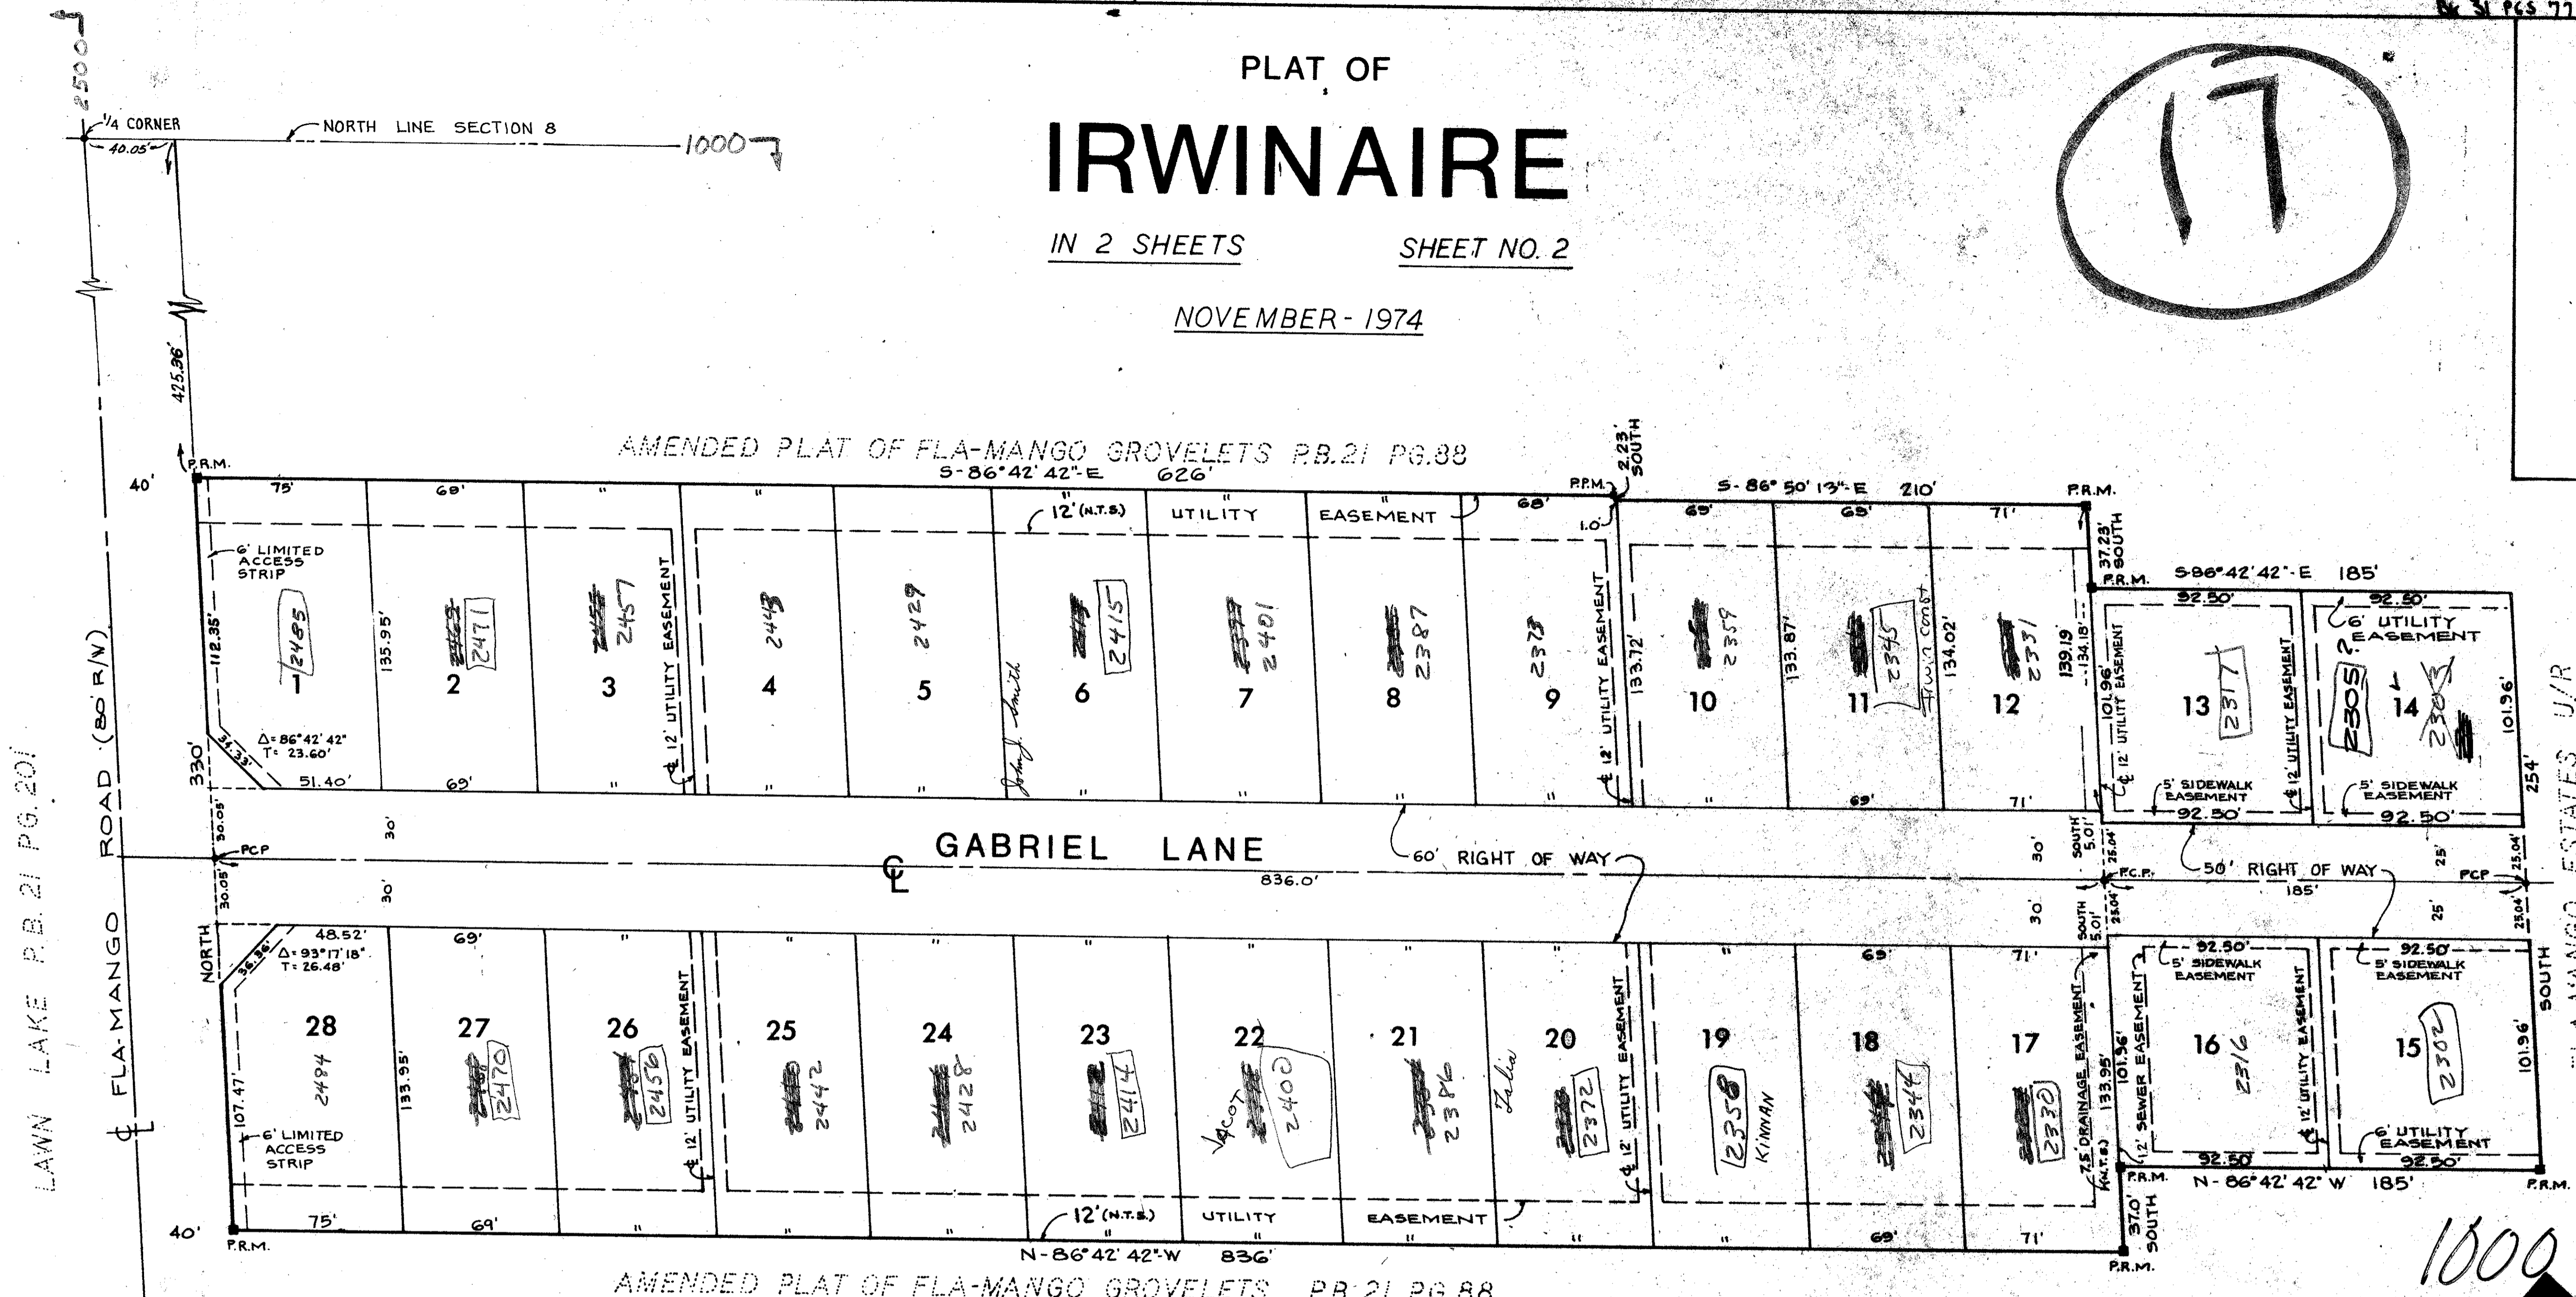 BK 31 PGS 77
PLAT OF
IRWINAIRE
IN 2 SHEETS SHEET NO. 2
NOVEMBER - 1974
17
2500
1/4 CORNER
40.05'
NORTH LINE SECTION 8
1000
425.36'
AMENDED PLAT OF FLA-MANGO GROVELETS P.B. 21 PG. 88
S-86°42'42"-E 626'
2.23' SOUTH
S-86°50'13"-E 210'
P.R.M.
P.P.M.
P.R.M.
40'
75' 69' " " " " " " 68' 69' 69' 71'
12' (N.T.S.) UTILITY EASEMENT
1.0'
37.23' SOUTH
P.R.M.
S-86°42'42"-E 185'
92.50' 92.50'
6' UTILITY EASEMENT
6' LIMITED
ACCESS
STRIP
112.35'
135.95'
1 2485
2 2471
3 2457
4 2443
5 2429
6 2415
7 2401
8 2387
9 2373
10 2359
11 2345
Irwin Const
12 2331
13 2317
14 2305?
2303
John J. Smith
℄ 12' UTILITY EASEMENT
℄ 12' UTILITY EASEMENT
133.72'
133.87'
134.02'
139.19'
134.18'
101.96'
℄ 12' UTILITY EASEMENT
℄ 12' UTILITY EASEMENT
101.96'
Δ=86°42'42"
T= 23.60'
34.33'
51.40' 69' " " " " " " " " 69' 71'
5' SIDEWALK
EASEMENT
92.50'
5' SIDEWALK
EASEMENT
92.50'
330'
254'
30.05'
30'
PCP
GABRIEL LANE
℄
836.0'
60' RIGHT OF WAY
30'
SOUTH 5.01'
25.04'
P.C.P.
50' RIGHT OF WAY
185'
25'
PCP
25.04'
30.05'
30'
30'
SOUTH 5.01'
25.04'
25'
25.04'
NORTH
48.52' 69' " " " " " " " " 69' 71'
Δ=93°17'18"
T= 26.48'
36.36'
92.50'
5' SIDEWALK
EASEMENT
92.50'
5' SIDEWALK
EASEMENT
SOUTH
28 2484
27 2470
26 2456
25 2442
24 2428
23 2414
22 2400
21 2386
20 2372
19 2358
KINNAN
18 2344
17 2330
16 2316
15 2302
107.47'
133.95'
℄ 12' UTILITY EASEMENT
℄ 12' UTILITY EASEMENT
7.5' DRAINAGE EASEMENT
(N.T.S.) 133.95'
101.96'
12' SEWER EASEMENT
℄ 12' UTILITY EASEMENT
101.96'
6' LIMITED
ACCESS
STRIP
6' UTILITY
EASEMENT
92.50' 92.50'
P.R.M.
N-86°42'42"W 185'
P.R.M.
12' (N.T.S.) UTILITY EASEMENT
40'
75' 69' " " " " " " " " 69' 71'
37.0' SOUTH
P.R.M.
P.R.M.
N-86°42'42"-W 836'
AMENDED PLAT OF FLA-MANGO GROVELETS P.B. 21 PG. 88
1000
LAWN LAKE P.B. 21 PG. 201
℄ FLA-MANGO ROAD (80' R/W)
FLA-MANGO ESTATES U/R